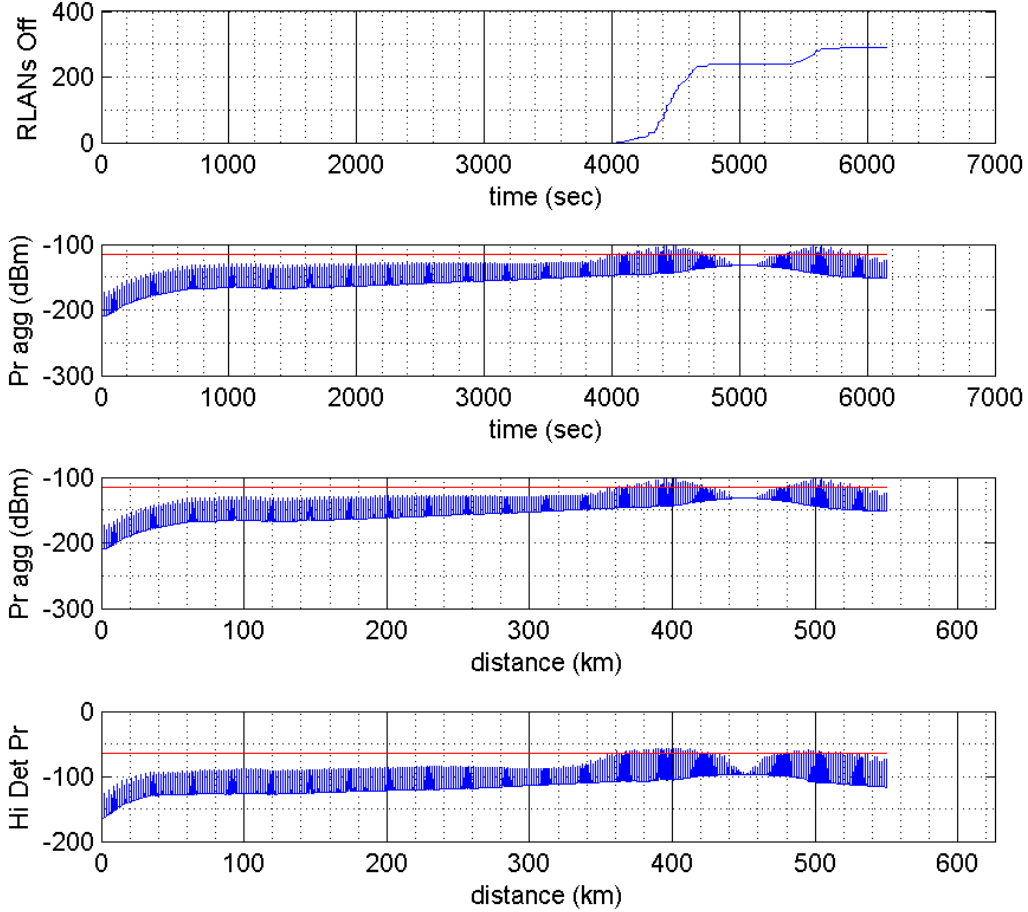 RLANs Off
400
200
0
0 1000 2000 3000 4000 5000 6000 7000
time (sec)
Pr agg (dBm)
-100
-200
-300
0 1000 2000 3000 4000 5000 6000 7000
time (sec)
Pr agg (dBm)
-100
-200
-300
0 100 200 300 400 500 600
distance (km)
Hi Det Pr
0
-100
-200
0 100 200 300 400 500 600
distance (km)